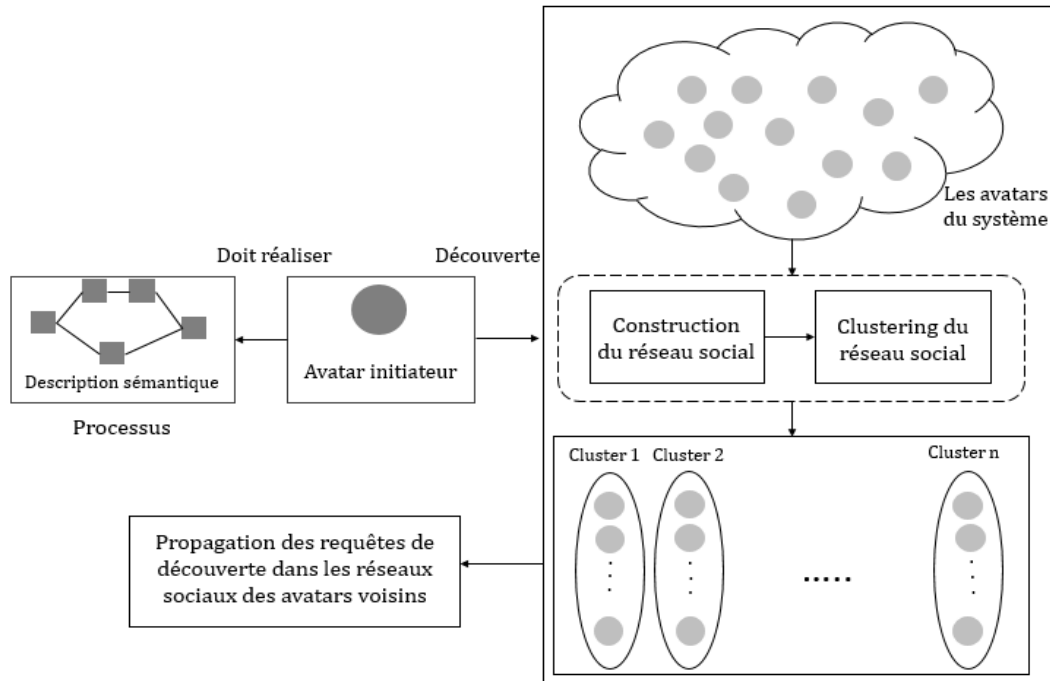 Les avatars
du système
Doit réaliser
Découverte
Description sémantique
Processus
Avatar initiateur
Construction
du réseau social
Clustering du
réseau social
Cluster 1
Cluster 2
Cluster n
.....
Propagation des requêtes de
découverte dans les réseaux
sociaux des avatars voisins